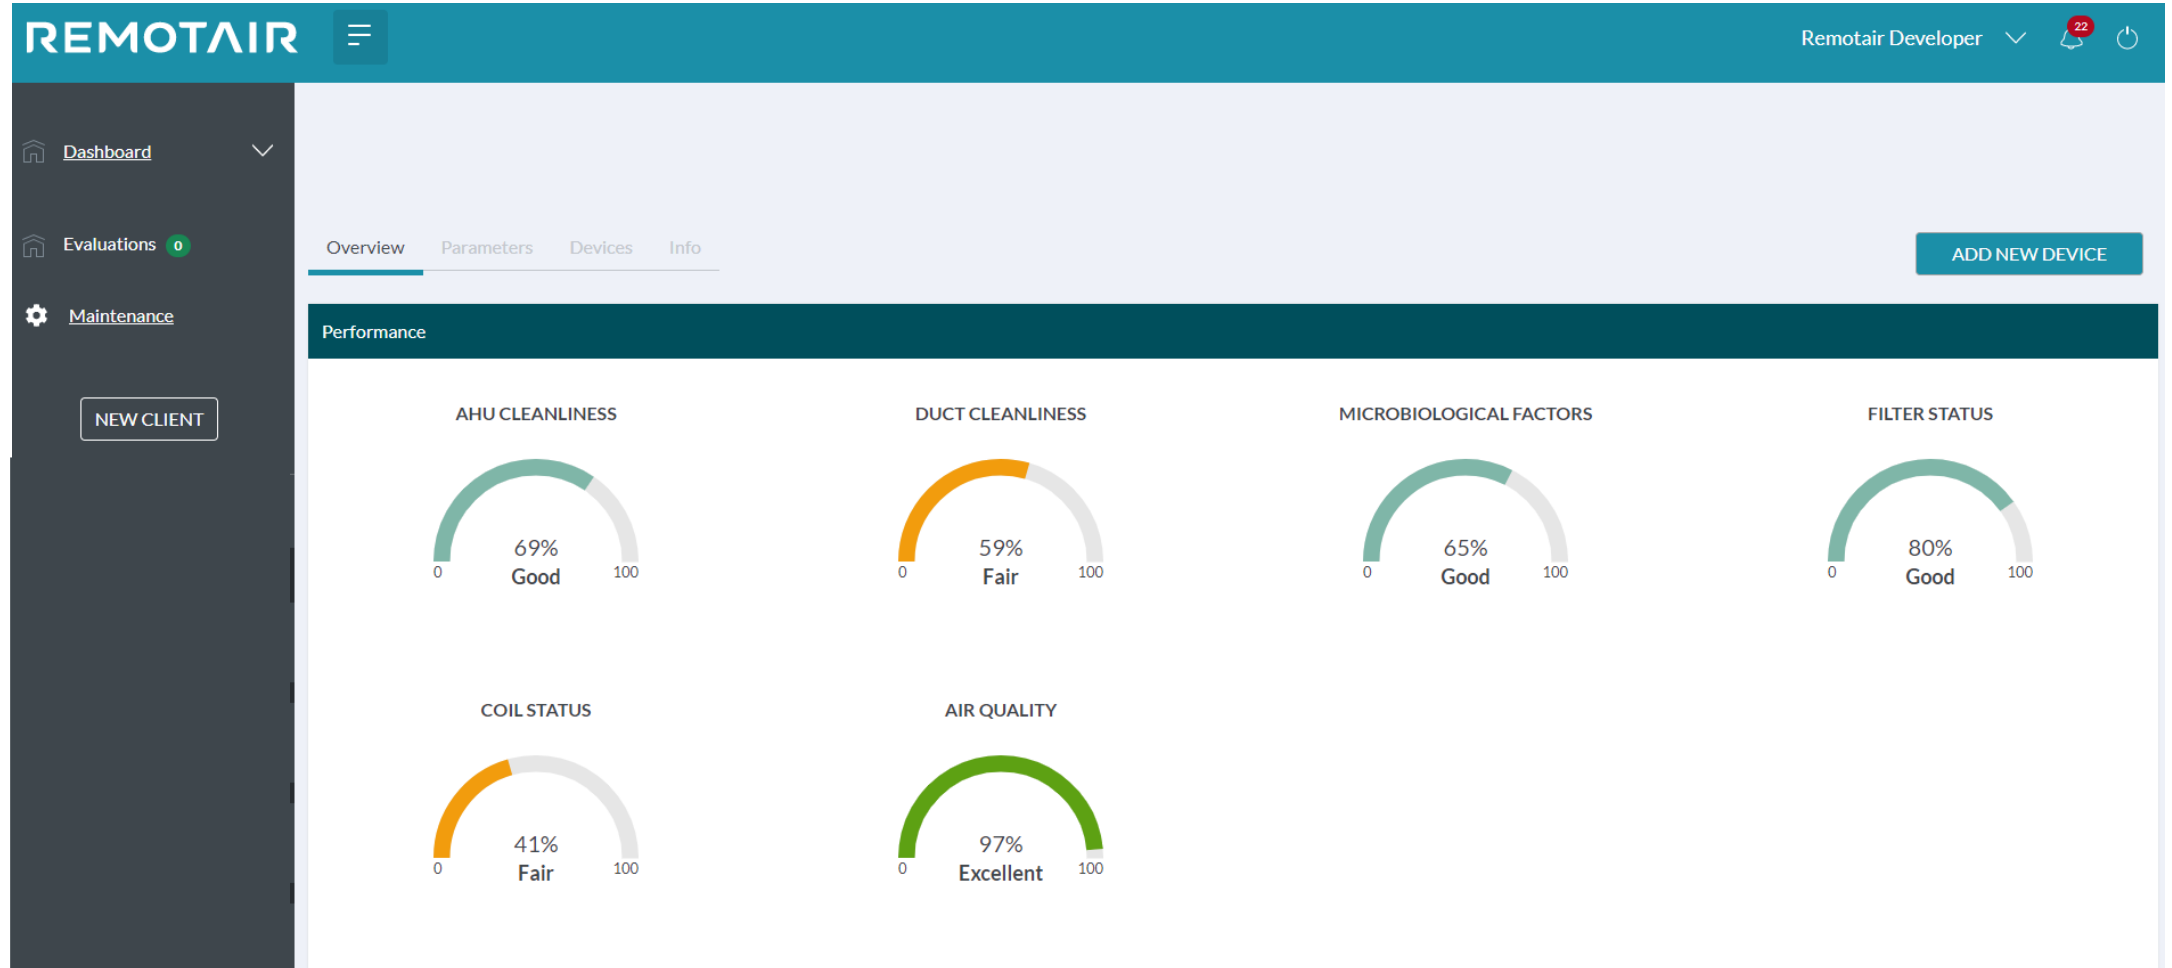 REMOTAIR
Remotair Developer
22
Dashboard
Evaluations 0
Maintenance
NEW CLIENT
Overview Parameters Devices Info
ADD NEW DEVICE
Performance
AHU CLEANLINESS
69%
Good
0 100
DUCT CLEANLINESS
59%
Fair
0 100
MICROBIOLOGICAL FACTORS
65%
Good
0 100
FILTER STATUS
80%
Good
0 100
COIL STATUS
41%
Fair
0 100
AIR QUALITY
97%
Excellent
0 100